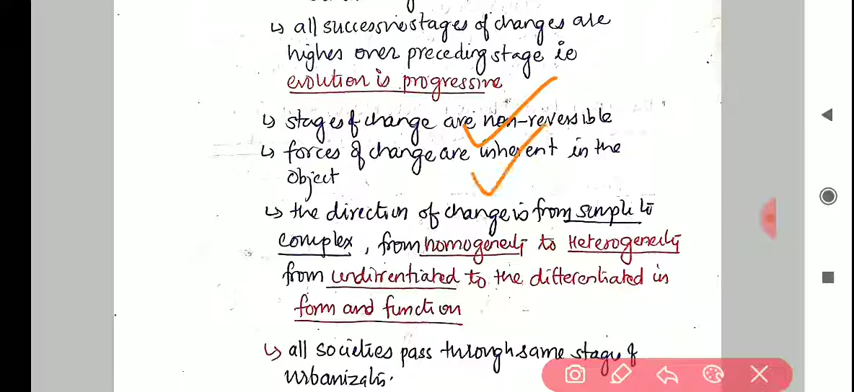 ↳ all successive stages of changes are
higher over preceding stage ie
evolution is progressive
↳ stages of change are non-reversible
↳ forces of change are inherent in the
object
↳ the direction of change is from simple to
complex, from homogeneity to Heterogeneity
from undirrentiated to the differentiated in
form and function
↳ all societies pass through same stage of
urbanization.